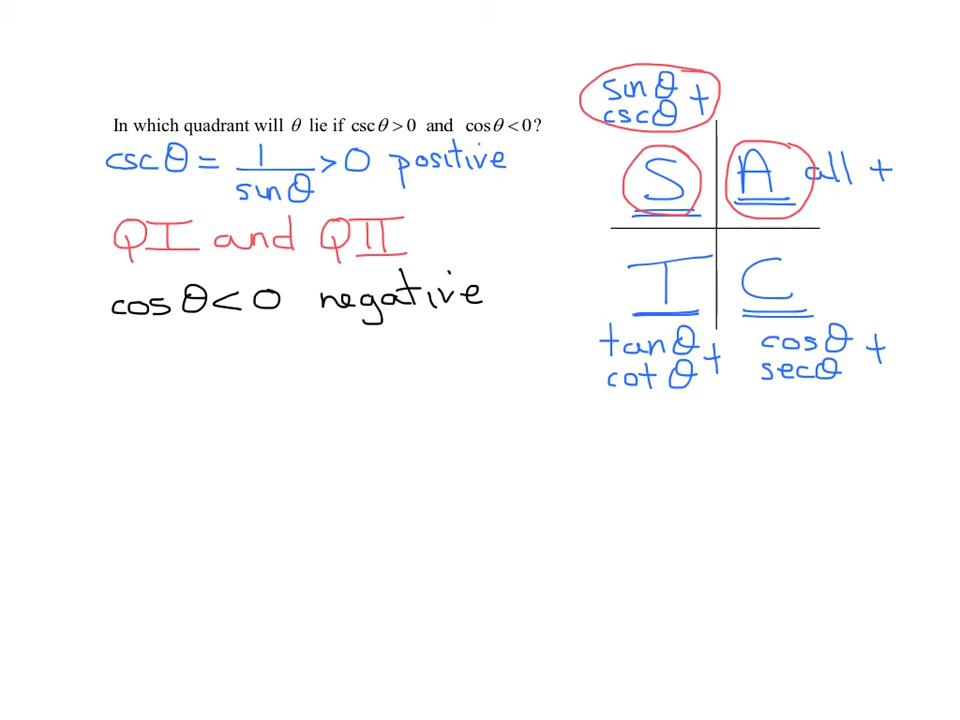 In which quadrant will θ lie if csc θ > 0 and cos θ < 0?
csc θ = 1/sin θ > 0 positive
QI and QII
cos θ < 0 negative
sin θ
csc θ +
S A all +
T C
tan θ
cot θ +
cos θ
sec θ +